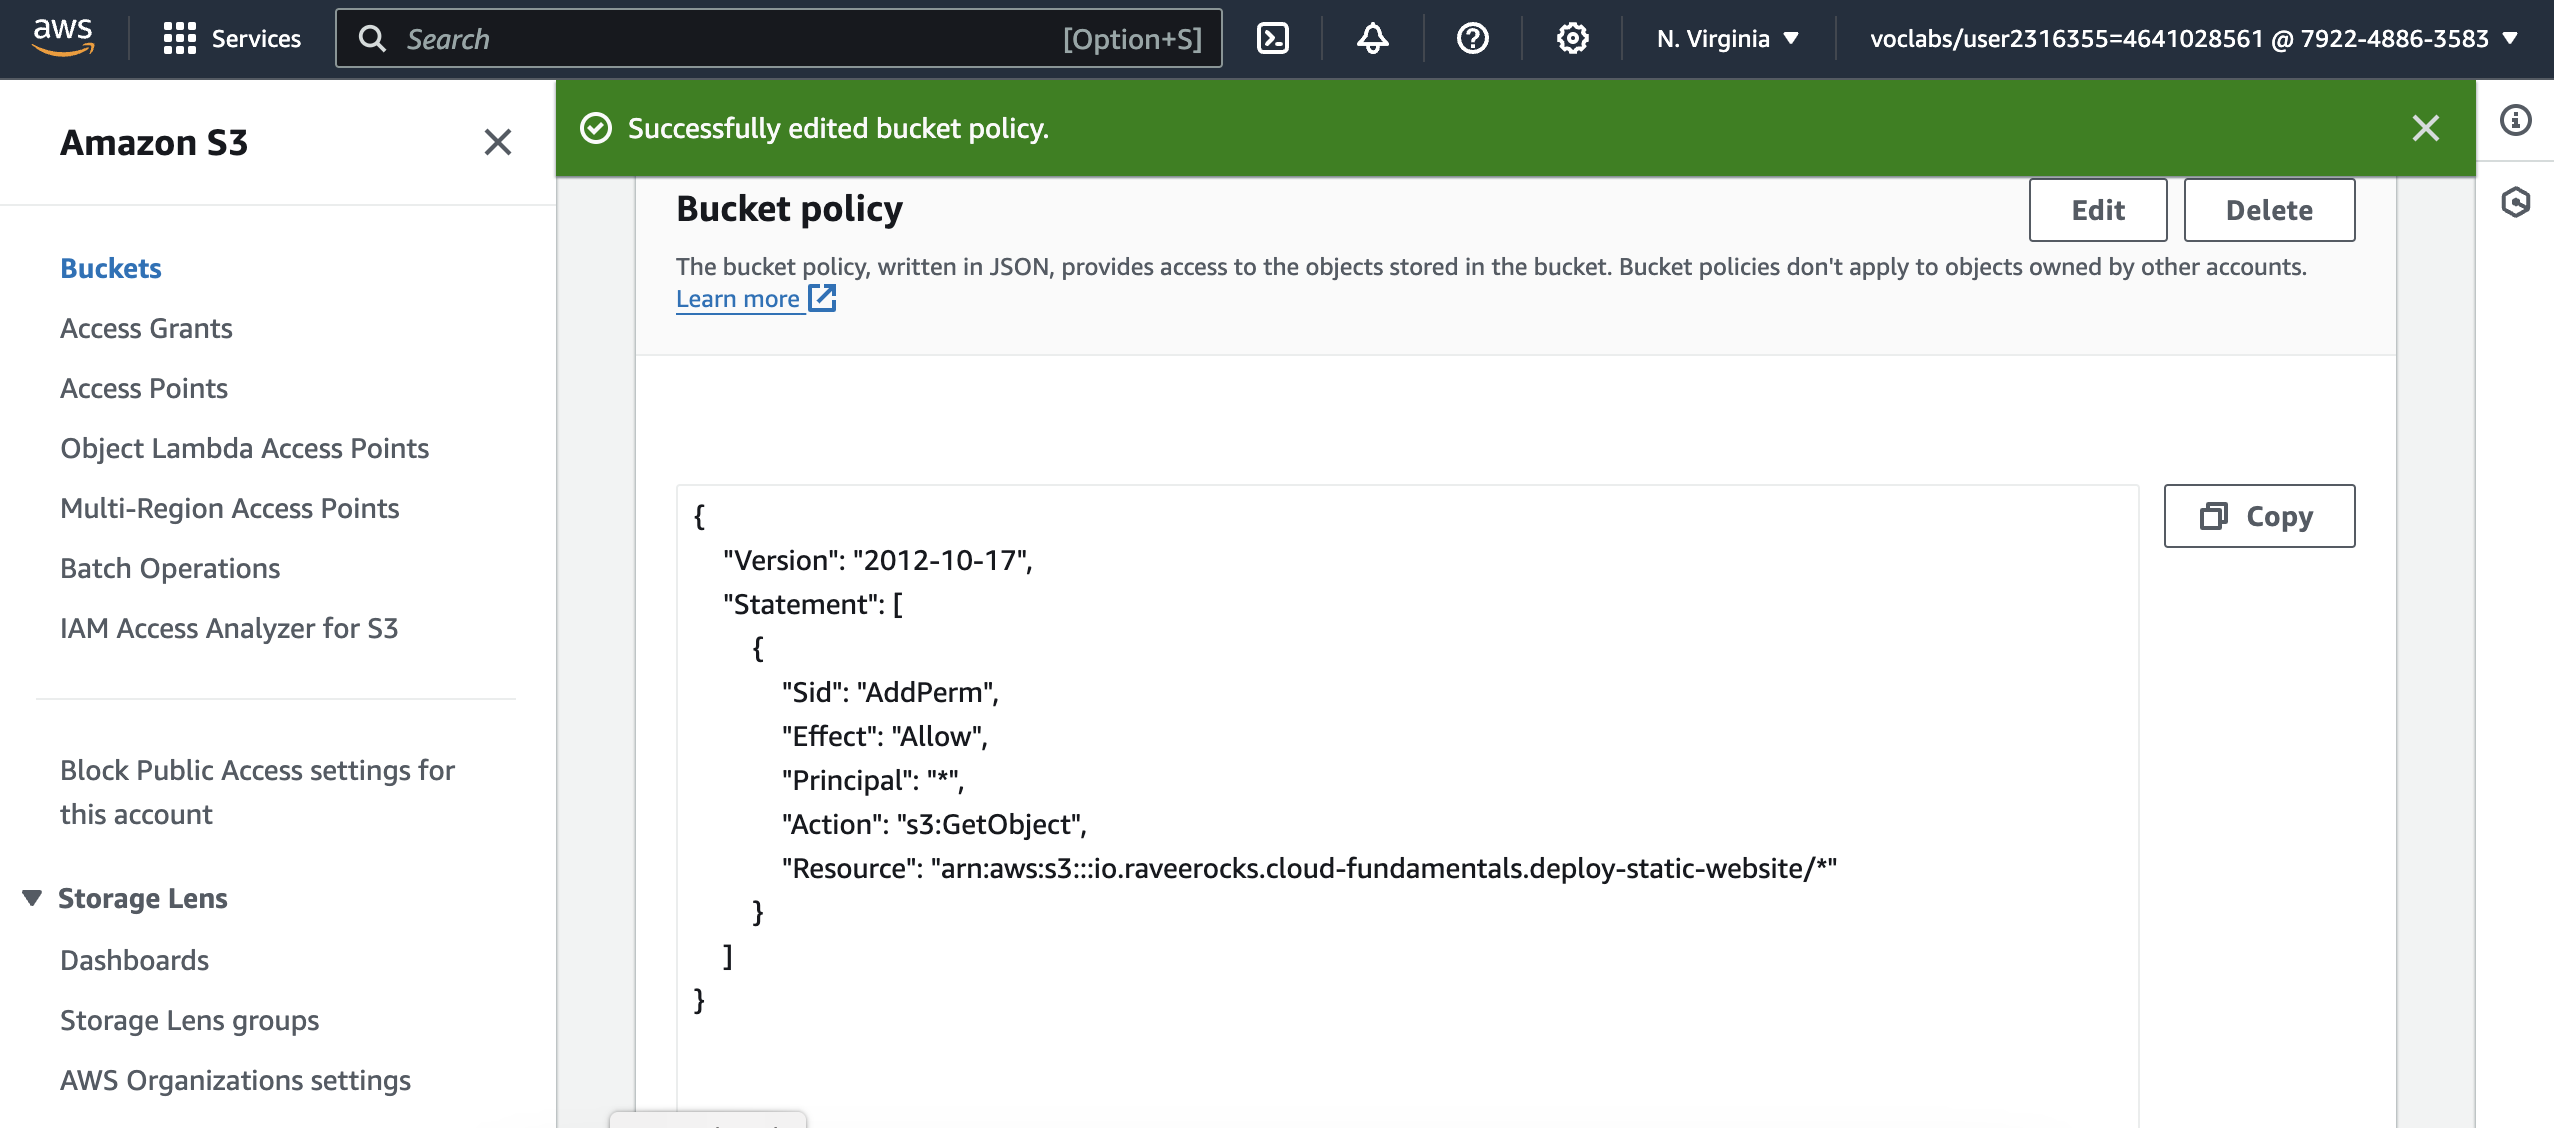 aws
Services
Search
[Option+S]
N. Virginia
voclabs/user2316355=4641028561 @ 7922-4886-3583
Amazon S3
Buckets
Access Grants
Access Points
Object Lambda Access Points
Multi-Region Access Points
Batch Operations
IAM Access Analyzer for S3
Block Public Access settings for
this account
Storage Lens
Dashboards
Storage Lens groups
AWS Organizations settings
Successfully edited bucket policy.
Bucket policy
Edit
Delete
The bucket policy, written in JSON, provides access to the objects stored in the bucket. Bucket policies don't apply to objects owned by other accounts.
Learn more
Copy
{
"Version": "2012-10-17",
"Statement": [
{
"Sid": "AddPerm",
"Effect": "Allow",
"Principal": "*",
"Action": "s3:GetObject",
"Resource": "arn:aws:s3:::io.raveerocks.cloud-fundamentals.deploy-static-website/*"
}
]
}